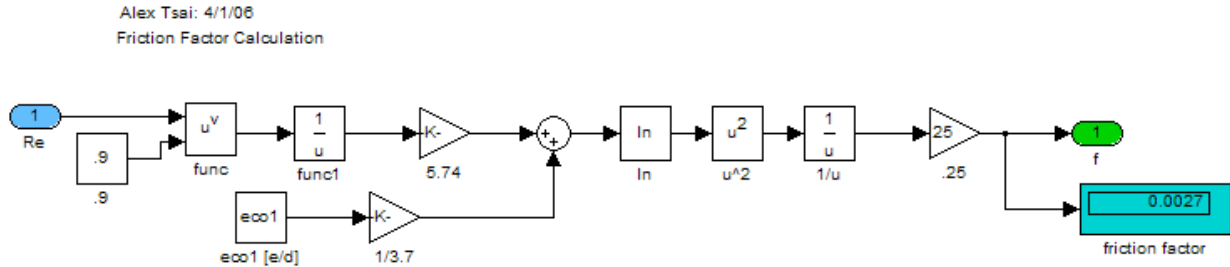 Alex Tsai: 4/1/06
Friction Factor Calculation
1
Re
.9
.9
u^v
func
1
u
func1
K-
5.74
eco1
eco1 [e/d]
K-
1/3.7
+
+
ln
ln
u^2
u^2
1
u
1/u
25
.25
1
f
0.0027
friction factor